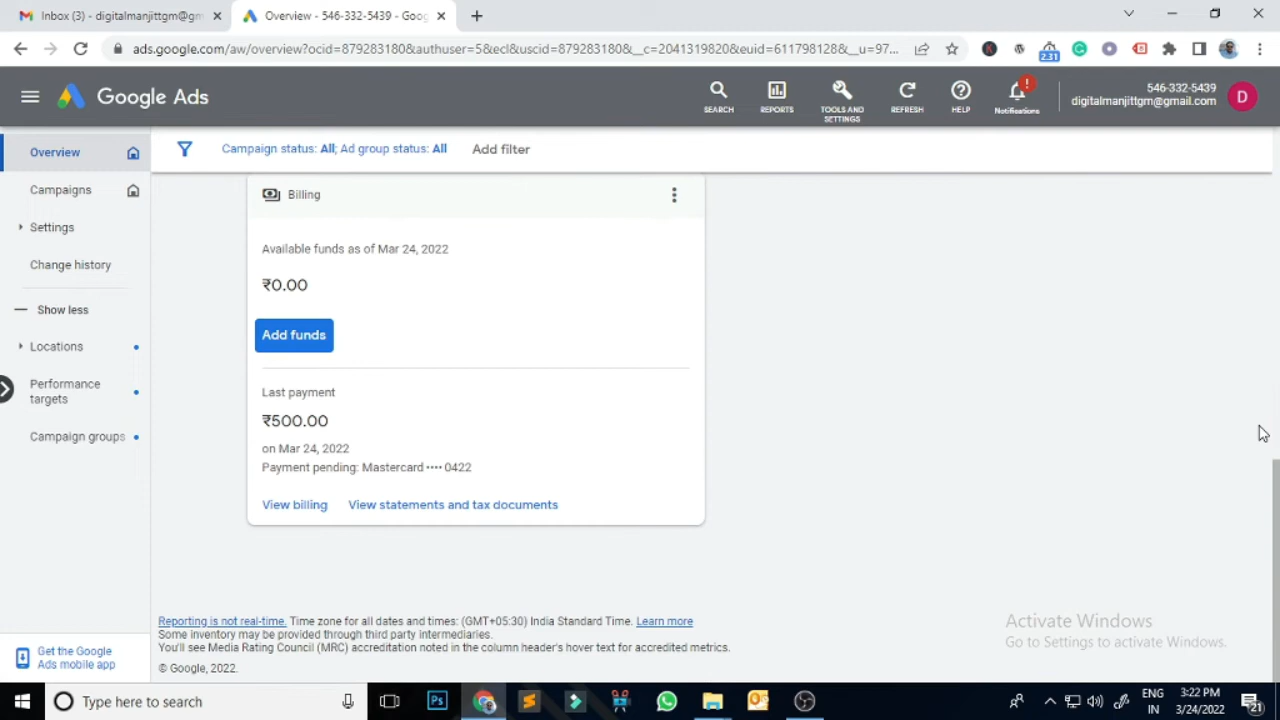 Inbox (3) - digitalmanjittgm@gm
Overview - 546-332-5439 - Goog
ads.google.com/aw/overview?ocid=879283180&authuser=5&ecl&uscid=879283180&__c=2041319820&euid=611798128&__u=97...
2.31
Google Ads
SEARCH
REPORTS
TOOLS AND SETTINGS
REFRESH
HELP
!
Notifications
546-332-5439
digitalmanjittgm@gmail.com
D
Overview
Campaign status: All; Ad group status: All
Add filter
Campaigns
Settings
Change history
Show less
Locations
Performance
targets
Campaign groups
Billing
Available funds as of Mar 24, 2022
₹0.00
Add funds
Last payment
₹500.00
on Mar 24, 2022
Payment pending: Mastercard •••• 0422
View billing
View statements and tax documents
Reporting is not real-time. Time zone for all dates and times: (GMT+05:30) India Standard Time. Learn more
Some inventory may be provided through third party intermediaries.
You'll see Media Rating Council (MRC) accreditation noted in the column header's hover text for accredited metrics.
© Google, 2022.
Get the Google
Ads mobile app
Activate Windows
Go to Settings to activate Windows.
Type here to search
Ps
ENG
IN
3:22 PM
3/24/2022
21